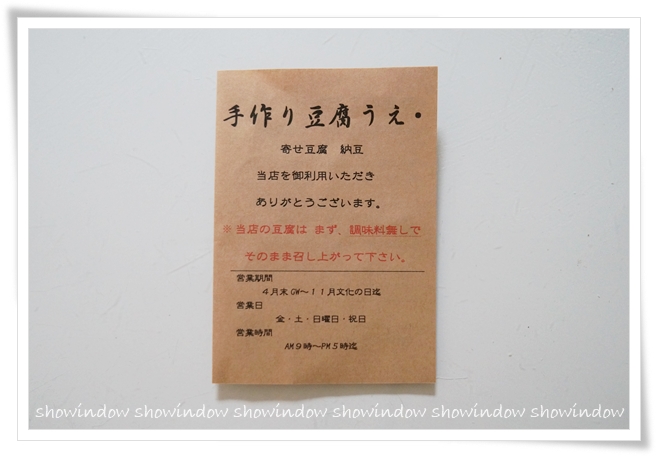 手作り豆腐うえ・
寄せ豆腐 納豆
当店を御利用いただき
ありがとうございます。
※当店の豆腐は まず、調味料無しで
そのまま召し上がって下さい。
営業期間
4月末GW～11月文化の日迄
営業日
金・土・日曜日・祝日
営業時間
AM9時～PM5時迄
showindow showindow showindow showindow showindow showindow